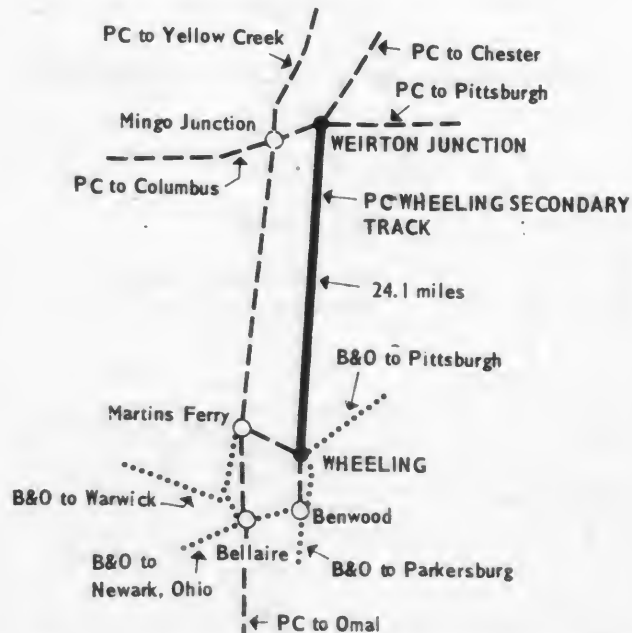 PC to Yellow Creek
PC to Chester
PC to Pittsburgh
Mingo Junction
WEIRTON JUNCTION
PC to Columbus
PC WHEELING SECONDARY
TRACK
24.1 miles
B&O to Pittsburgh
Martins Ferry
WHEELING
B&O to Warwick
Benwood
Bellaire
B&O to
Newark, Ohio
B&O to Parkersburg
PC to Omal